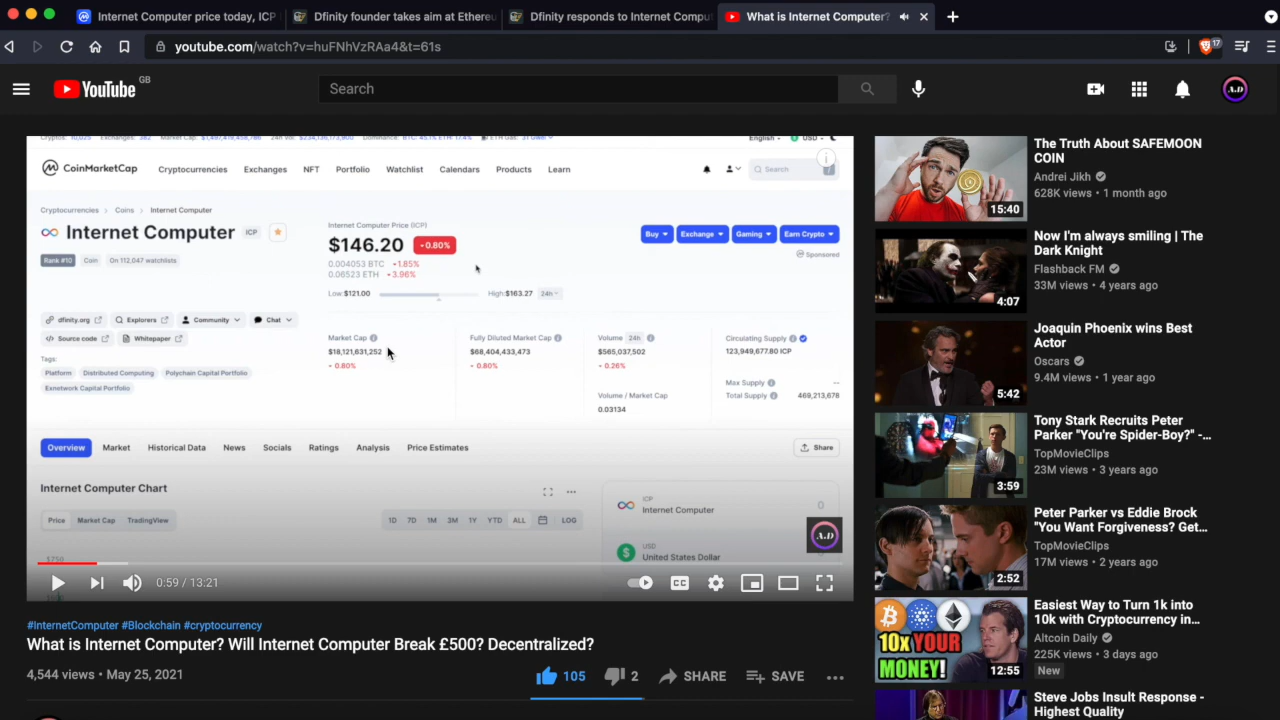 Internet Computer price today, ICP
Dfinity founder takes aim at Ethereu
Dfinity responds to Internet Comput
What is Internet Computer?
youtube.com/watch?v=huFNhVzRAa4&t=61s
17
YouTube GB
Search
A.D
English
USD
CoinMarketCap
Cryptocurrencies Exchanges NFT Portfolio Watchlist Calendars Products Learn
Search
Cryptocurrencies > Coins > Internet Computer
Internet Computer ICP
Rank #10 Coin On 112,047 watchlists
Internet Computer Price (ICP)
$146.20 0.80%
0.004053 BTC 1.85%
0.06523 ETH 3.96%
Low: $121.00 High: $163.27 24h
Buy Exchange Gaming Earn Crypto
Sponsored
dfinity.org Explorers Community Chat
Source code Whitepaper
Tags:
Platform Distributed Computing Polychain Capital Portfolio
Exnetwork Capital Portfolio
Market Cap
$18,121,631,252
0.80%
Fully Diluted Market Cap
$68,404,433,473
0.80%
Volume 24h
$565,037,502
0.26%
Volume / Market Cap
0.03134
Circulating Supply
123,949,677.80 ICP
Max Supply --
Total Supply 469,213,678
Overview Market Historical Data News Socials Ratings Analysis Price Estimates
Share
Internet Computer Chart
Price Market Cap TradingView
1D 7D 1M 3M 1Y YTD ALL LOG
$750
ICP
Internet Computer 0
USD
United States Dollar
A.D
0:59 / 13:21
CC
#InternetComputer #Blockchain #cryptocurrency
What is Internet Computer? Will Internet Computer Break £500? Decentralized?
4,544 views • May 25, 2021
105 2 SHARE SAVE
15:40
The Truth About SAFEMOON
COIN
Andrei Jikh
628K views • 1 month ago
4:07
Now I'm always smiling | The
Dark Knight
Flashback FM
33M views • 4 years ago
5:42
Joaquin Phoenix wins Best
Actor
Oscars
9.4M views • 1 year ago
3:59
Tony Stark Recruits Peter
Parker "You're Spider-Boy?" -...
TopMovieClips
23M views • 3 years ago
2:52
Peter Parker vs Eddie Brock
"You Want Forgiveness? Get...
TopMovieClips
17M views • 2 years ago
10x YOUR
MONEY!
12:55
Easiest Way to Turn 1k into
10k with Cryptocurrency in...
Altcoin Daily
225K views • 3 days ago
New
Steve Jobs Insult Response -
Highest Quality